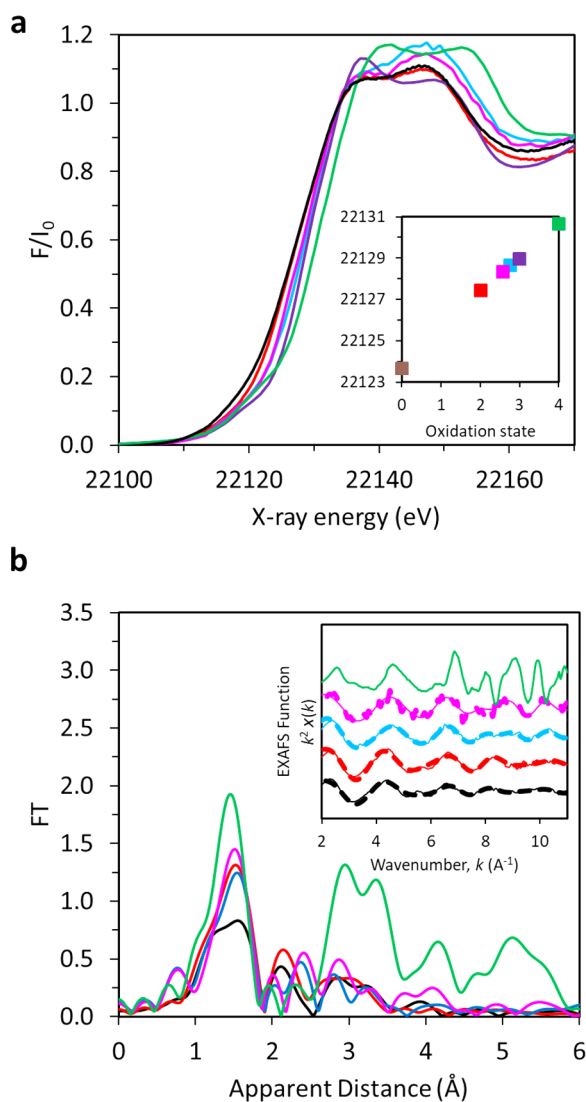 a
1.2
1.0
0.8
0.6
0.4
0.2
0.0
F/I0
22100 22120 22140 22160
X-ray energy (eV)
22131
22129
22127
22125
22123
0 1 2 3 4
Oxidation state
b
3.5
3.0
2.5
2.0
1.5
1.0
0.5
0.0
FT
0 1 2 3 4 5 6
Apparent Distance (Å)
EXAFS Function
k² x(k)
2 4 6 8 10
Wavenumber, k (A⁻¹)